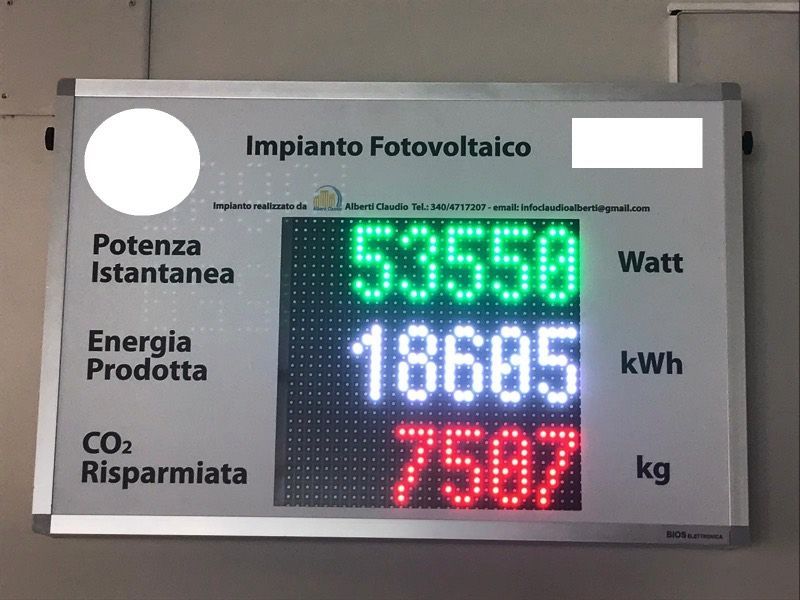 Impianto Fotovoltaico
Impianto realizzato da Alberti Claudio Tel.: 340/4717207 - email: infoclaudioalberti@gmail.com
Potenza
Istantanea
53550
Watt
Energia
Prodotta
18605
kWh
CO₂
Risparmiata
7507
kg
BIOS ELETTRONICA